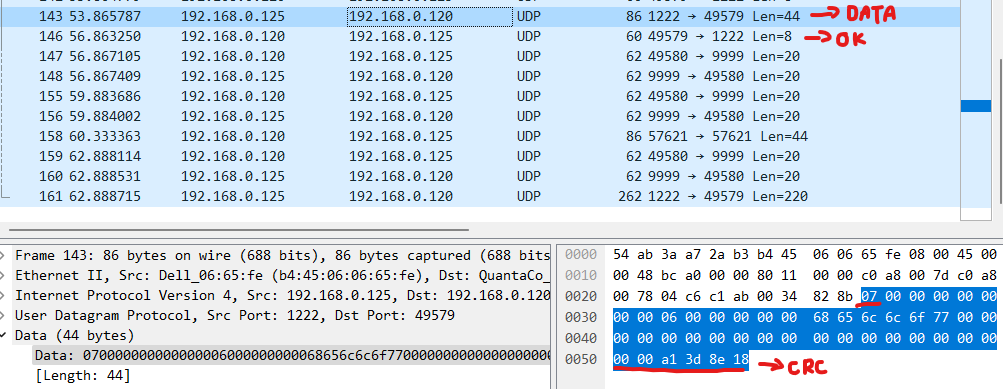 143 53.865787 192.168.0.125 192.168.0.120 UDP 86 1222 → 49579 Len=44 → DATA
146 56.863250 192.168.0.120 192.168.0.125 UDP 60 49579 → 1222 Len=8 → OK
147 56.867105 192.168.0.120 192.168.0.125 UDP 62 49580 → 9999 Len=20
148 56.867409 192.168.0.125 192.168.0.120 UDP 62 9999 → 49580 Len=20
155 59.883686 192.168.0.120 192.168.0.125 UDP 62 49580 → 9999 Len=20
156 59.884002 192.168.0.125 192.168.0.120 UDP 62 9999 → 49580 Len=20
158 60.333363 192.168.0.120 192.168.0.125 UDP 86 57621 → 57621 Len=44
159 62.888114 192.168.0.120 192.168.0.125 UDP 62 49580 → 9999 Len=20
160 62.888531 192.168.0.125 192.168.0.120 UDP 62 9999 → 49580 Len=20
161 62.888715 192.168.0.125 192.168.0.120 UDP 262 1222 → 49579 Len=220
Frame 143: 86 bytes on wire (688 bits), 86 bytes captured (688 bits
Ethernet II, Src: Dell_06:65:fe (b4:45:06:06:65:fe), Dst: QuantaCo_
Internet Protocol Version 4, Src: 192.168.0.125, Dst: 192.168.0.120
User Datagram Protocol, Src Port: 1222, Dst Port: 49579
Data (44 bytes)
[Length: 44]
0000 54 ab 3a a7 2a b3 b4 45 06 06 65 fe 08 00 45 00
0010 00 48 bc a0 00 00 80 11 00 00 c0 a8 00 7d c0 a8
0020 00 78 04 c6 c1 ab 00 34 82 8b 07 00 00 00 00 00
0030 00 00 06 00 00 00 00 00 68 65 6c 6c 6f 77 00 00
0040 00 00 00 00 00 00 00 00 00 00 00 00 00 00 00 00
0050 00 00 a1 3d 8e 18 → CRC